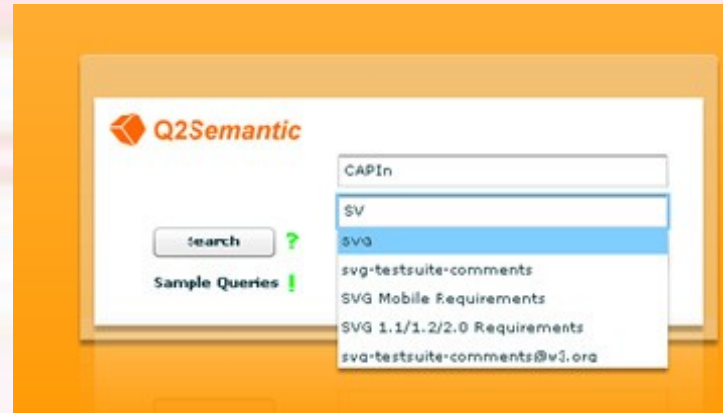 Q2Semantic
CAPIn
SV
Search ?
svg
svg-testsuite-comments
Sample Queries !
SVG Mobile Requirements
SVG 1.1/1.2/2.0 Requirements
svg-testsuite-comments@w3.org